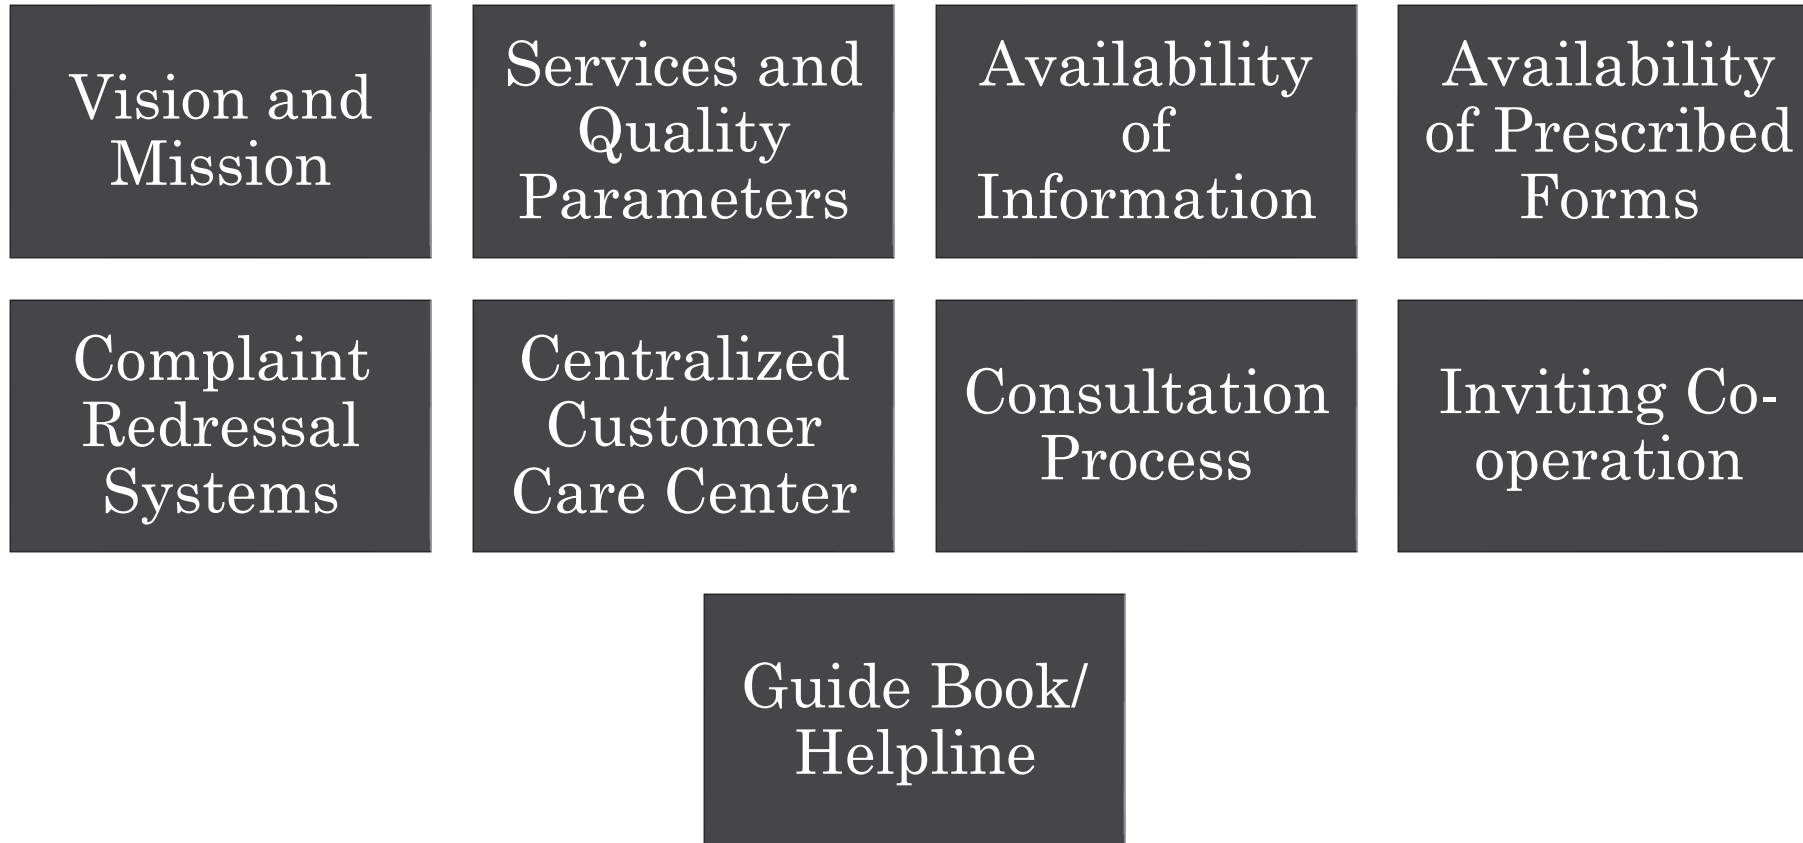 Vision and
Mission
Services and
Quality
Parameters
Availability
of
Information
Availability
of Prescribed
Forms
Complaint
Redressal
Systems
Centralized
Customer
Care Center
Consultation
Process
Inviting Co-
operation
Guide Book/
Helpline